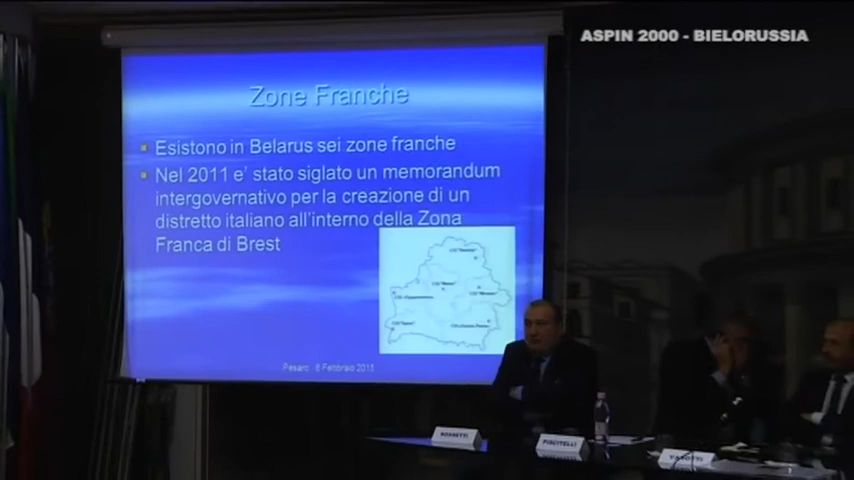 ASPIN 2000 - BIELORUSSIA
Zone Franche
Esistono in Belarus sei zone franche
Nel 2011 e' stato siglato un memorandum
intergovernativo per la creazione di un
distretto italiano all'interno della Zona
Franca di Brest
Pesaro 6 Febbraio 2015
PISCITELLI